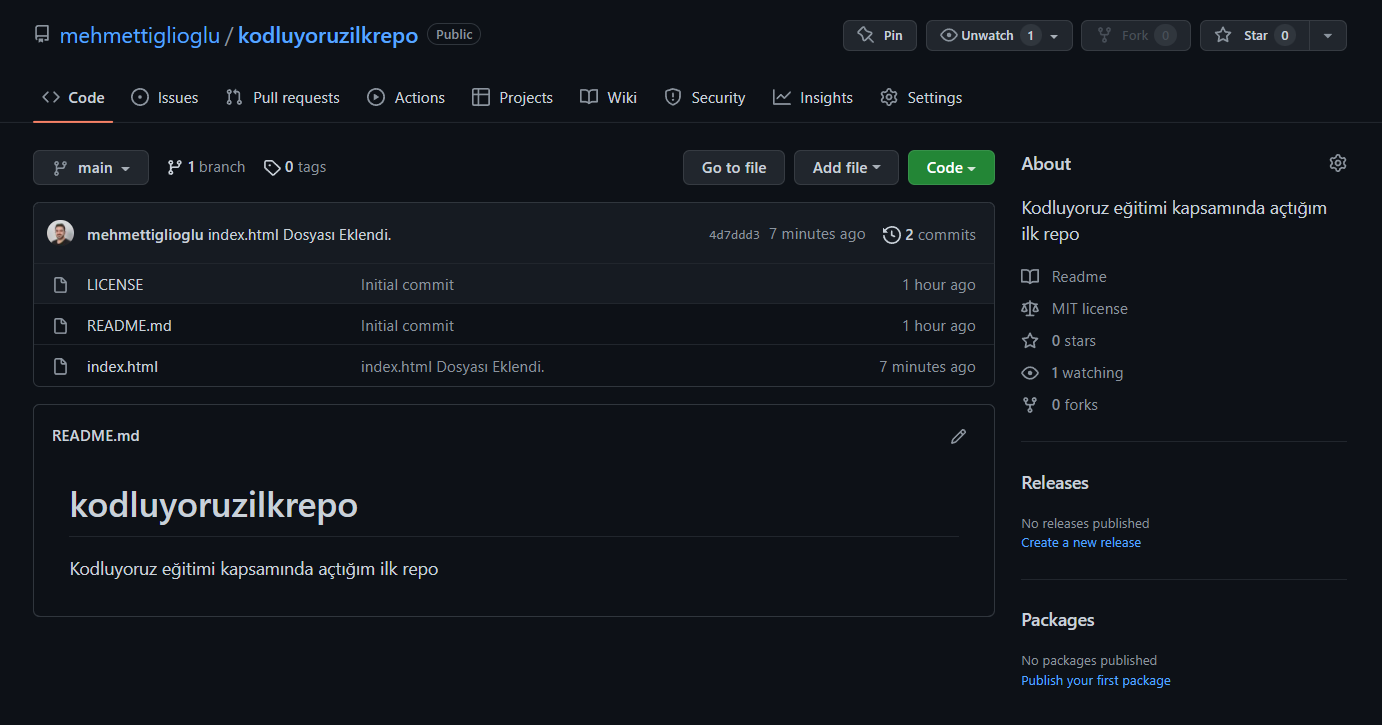 mehmettiglioglu / kodluyoruzilkrepo Public Pin Unwatch 1 Fork 0 Star 0
Code Issues Pull requests Actions Projects Wiki Security Insights Settings
main 1 branch 0 tags Go to file Add file Code
mehmettiglioglu index.html Dosyası Eklendi. 4d7ddd3 7 minutes ago 2 commits
LICENSE Initial commit 1 hour ago
README.md Initial commit 1 hour ago
index.html index.html Dosyası Eklendi. 7 minutes ago
README.md
kodluyoruzilkrepo
Kodluyoruz eğitimi kapsamında açtığım ilk repo
About
Kodluyoruz eğitimi kapsamında açtığım
ilk repo
Readme
MIT license
0 stars
1 watching
0 forks
Releases
No releases published
Create a new release
Packages
No packages published
Publish your first package